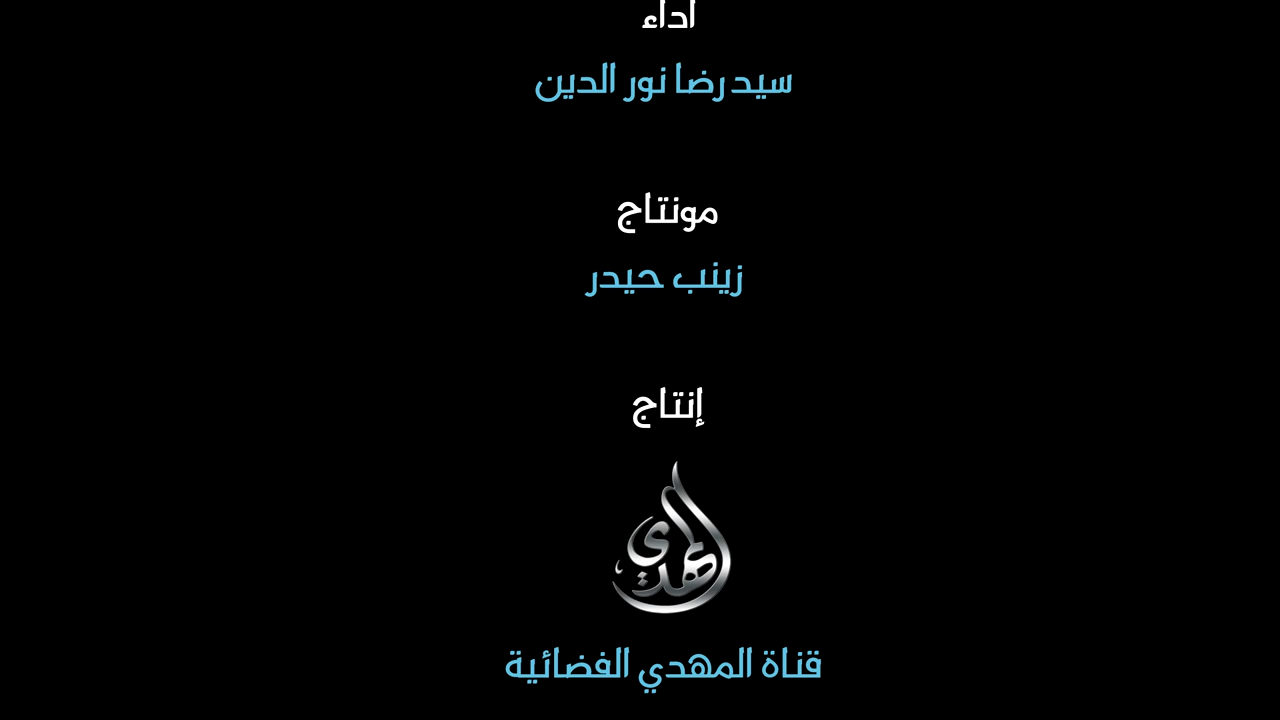 أداء
سيد رضا نور الدين
مونتاج
زينب حيدر
إنتاج
المهدي
قناة المهدي الفضائية